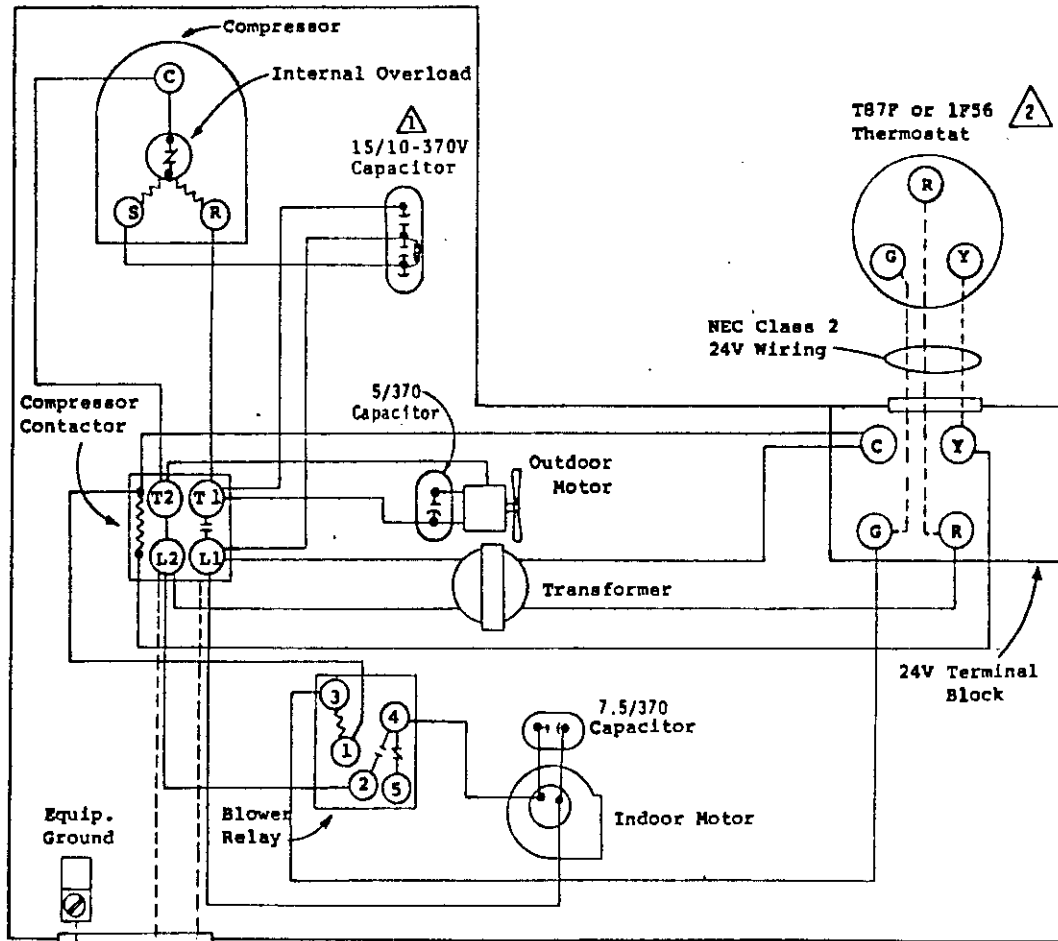 Compressor
C
Internal Overload
S
R
1
15/10-370V
Capacitor
T87F or 1F56
Thermostat
2
R
G
Y
NEC Class 2
24V Wiring
Compressor
Contactor
5/370
Capacitor
Outdoor
Motor
C
Y
T2
T1
G
R
L2
L1
Transformer
24V Terminal
Block
3
4
1
2
5
7.5/370
Capacitor
Blower
Relay
Indoor Motor
Equip.
Ground